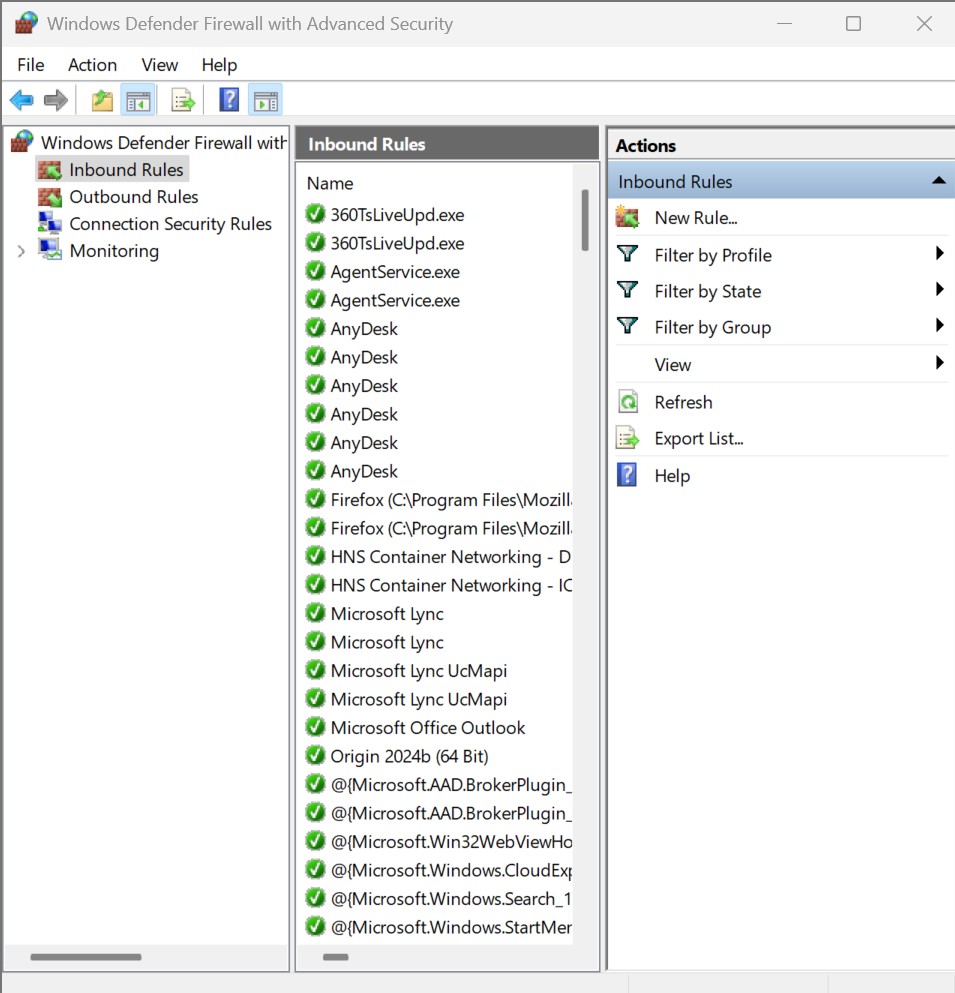 Windows Defender Firewall with Advanced Security
File Action View Help
Windows Defender Firewall with
Inbound Rules
Outbound Rules
Connection Security Rules
Monitoring
Inbound Rules
Name
360TsLiveUpd.exe
360TsLiveUpd.exe
AgentService.exe
AgentService.exe
AnyDesk
AnyDesk
AnyDesk
AnyDesk
AnyDesk
AnyDesk
Firefox (C:\Program Files\Mozill
Firefox (C:\Program Files\Mozill
HNS Container Networking - D
HNS Container Networking - IC
Microsoft Lync
Microsoft Lync
Microsoft Lync UcMapi
Microsoft Lync UcMapi
Microsoft Office Outlook
Origin 2024b (64 Bit)
@{Microsoft.AAD.BrokerPlugin_
@{Microsoft.AAD.BrokerPlugin_
@{Microsoft.Win32WebViewHo
@{Microsoft.Windows.CloudExp
@{Microsoft.Windows.Search_1
@{Microsoft.Windows.StartMer
Actions
Inbound Rules
New Rule...
Filter by Profile
Filter by State
Filter by Group
View
Refresh
Export List...
Help